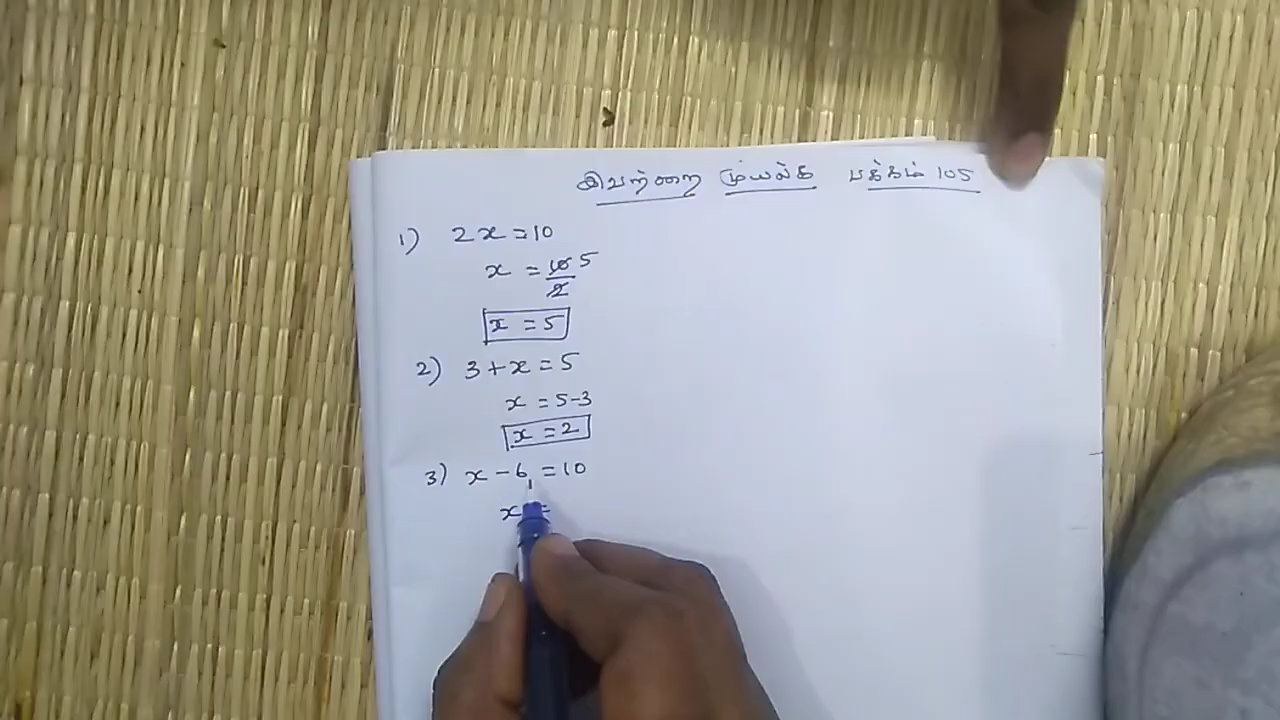 இவற்றை முயல்க பக்கம் 105
1) 2x = 10
x = 10/2 5
x = 5
2) 3 + x = 5
x = 5-3
x = 2
3) x - 6 = 10
x =